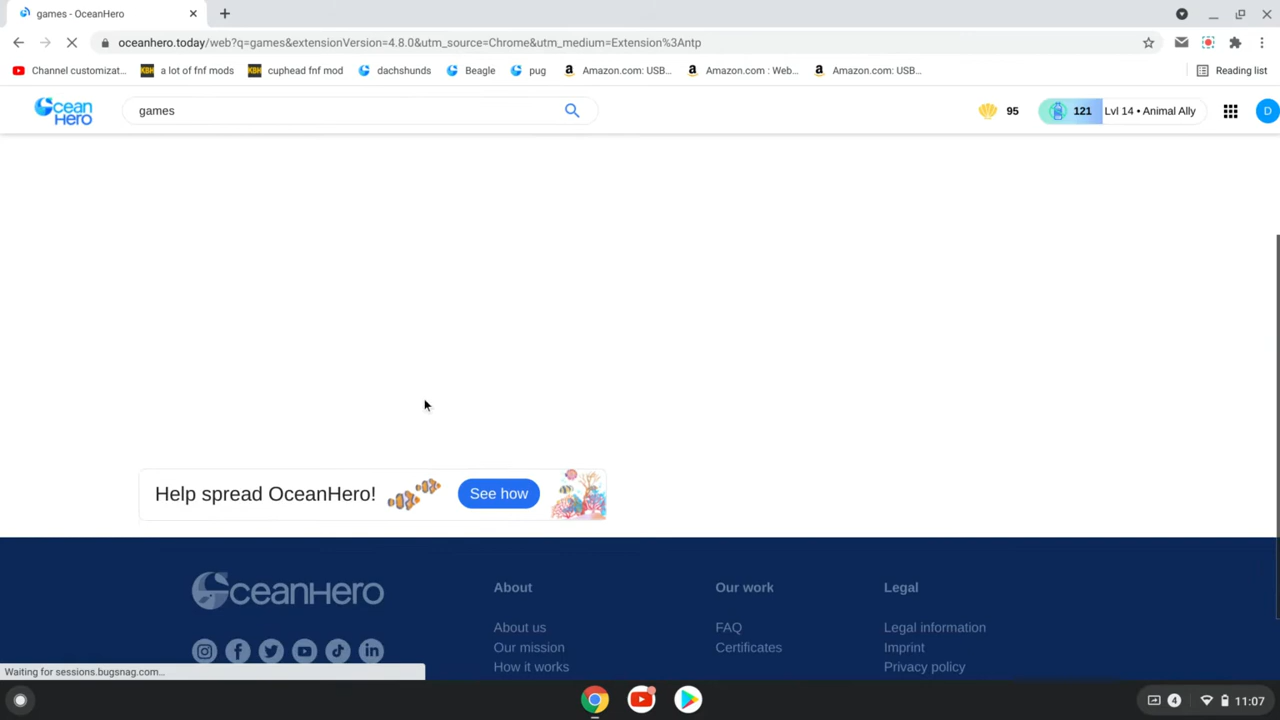 games - OceanHero
oceanhero.today/web?q=games&extensionVersion=4.8.0&utm_source=Chrome&utm_medium=Extension%3Antp
Channel customizat... KBH a lot of fnf mods KBH cuphead fnf mod dachshunds Beagle pug Amazon.com: USB... Amazon.com : Web... Amazon.com: USB... Reading list
Ocean Hero games 95 121 Lvl 14 • Animal Ally D
Help spread OceanHero! See how
OceanHero About Our work Legal
About us FAQ Legal information
Our mission Certificates Imprint
How it works Privacy policy
Waiting for sessions.bugsnag.com...
4 11:07